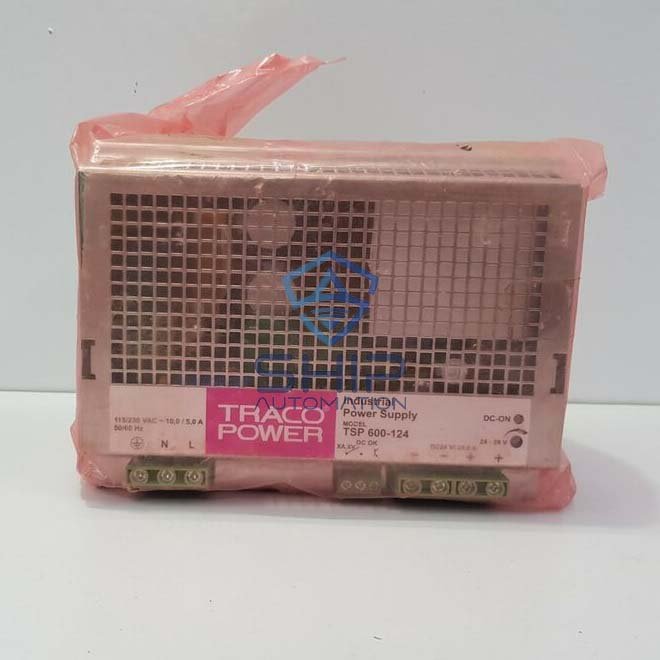 SHIP
AUTOMATION
TRACO
POWER
Industrial
Power Supply
MODEL
TSP 600-124
115/230 VAC ~ 10,0 / 5,0 A
50/60 Hz
N L
DC OK
DC-ON
24 - 28 V
- - + +